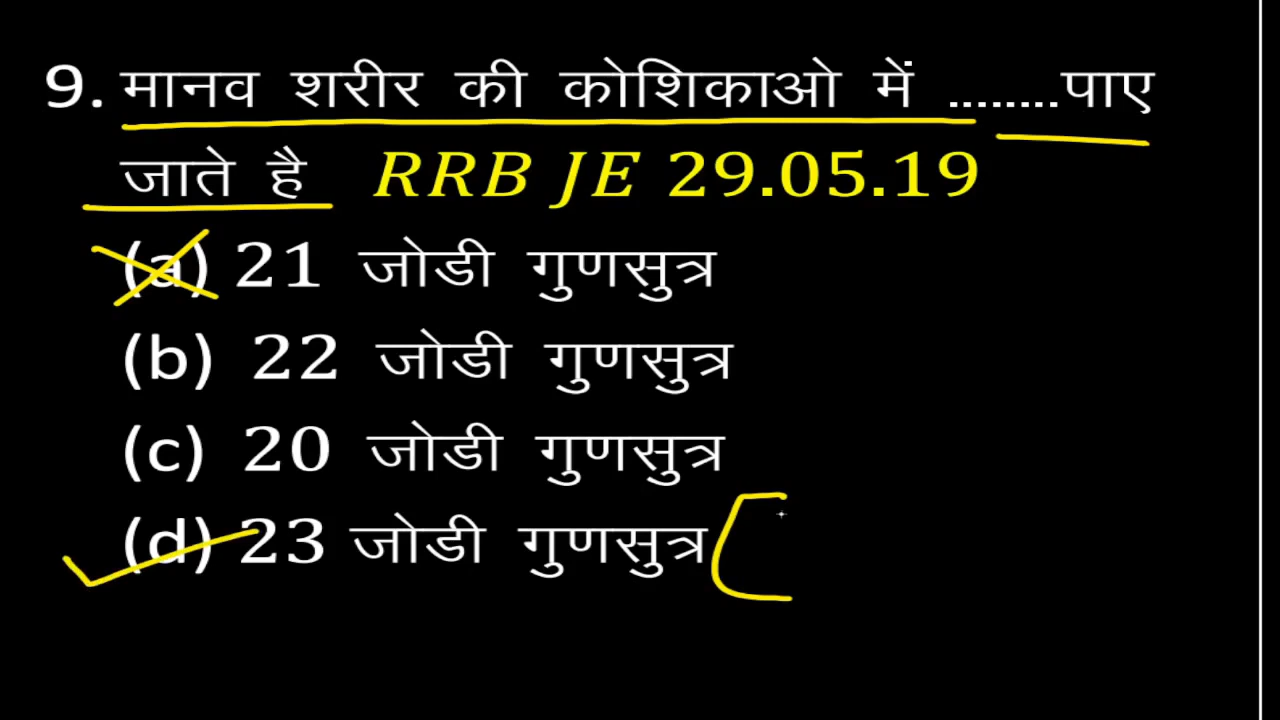 9. मानव शरीर की कोशिकाओ में ........पाए
जाते है RRB JE 29.05.19
(a) 21 जोडी गुणसुत्र
(b) 22 जोडी गुणसुत्र
(c) 20 जोडी गुणसुत्र
(d) 23 जोडी गुणसुत्र